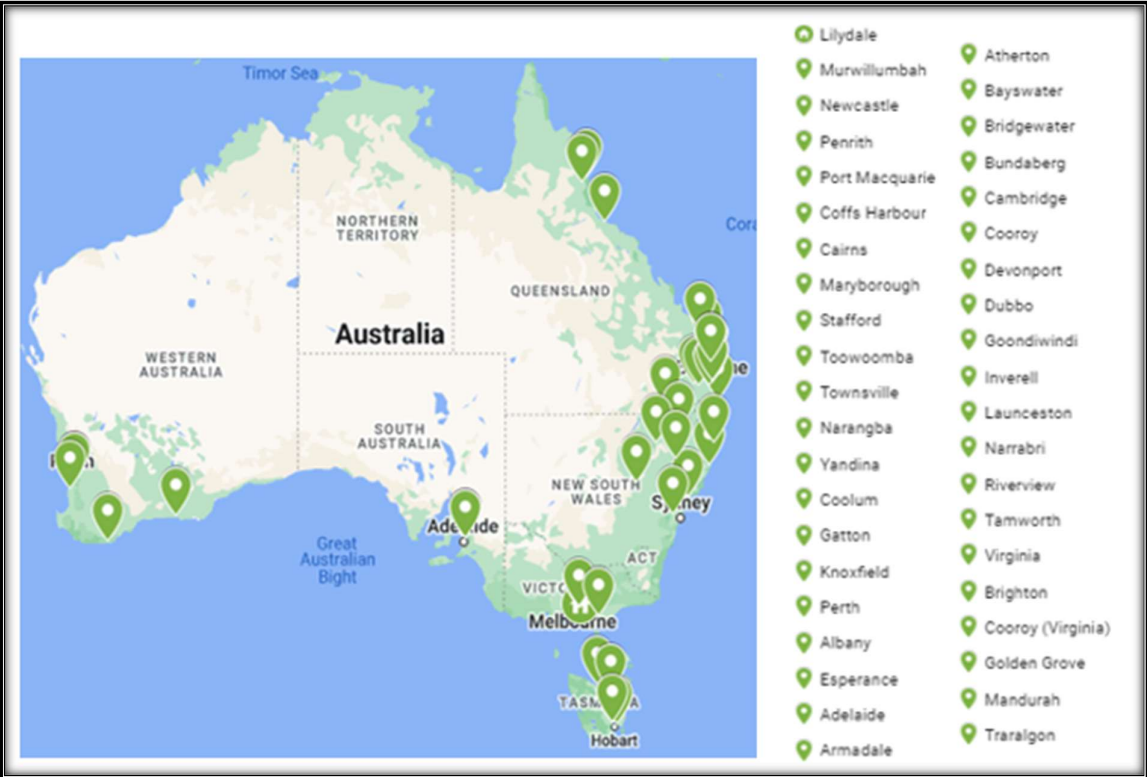 Timor Sea
Cora
NORTHERN
TERRITORY
QUEENSLAND
Australia
WESTERN
AUSTRALIA
SOUTH
AUSTRALIA
NEW SOUTH
WALES
Sydney
Adelaide
Great
Australian
Bight
ACT
Melbourne
Hobart
Lilydale
Murwillumbah
Newcastle
Penrith
Port Macquarie
Coffs Harbour
Cairns
Maryborough
Stafford
Toowoomba
Townsville
Narangba
Yandina
Coolum
Gatton
Knoxfield
Perth
Albany
Esperance
Adelaide
Armadale
Atherton
Bayswater
Bridgewater
Bundaberg
Cambridge
Cooroy
Devonport
Dubbo
Goondiwindi
Inverell
Launceston
Narrabri
Riverview
Tamworth
Virginia
Brighton
Cooroy (Virginia)
Golden Grove
Mandurah
Traralgon